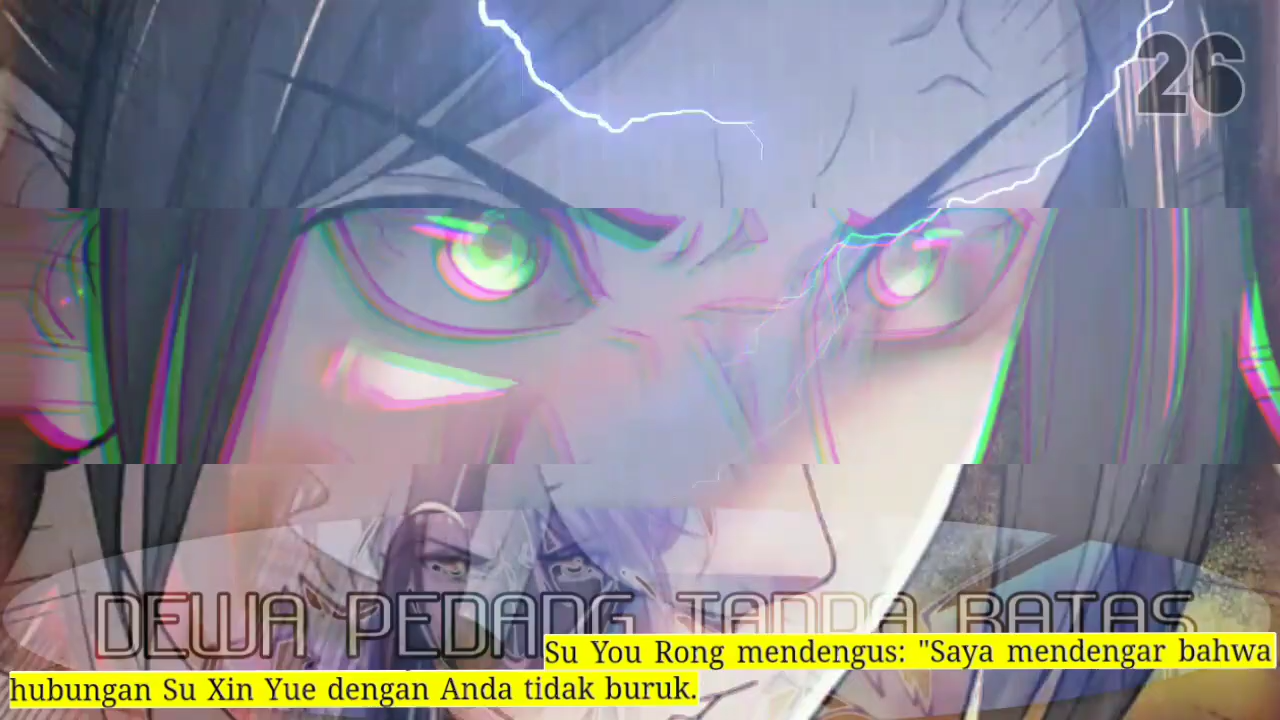 26
DEWA PEDANG TANPA BATAS
Su You Rong mendengus: "Saya mendengar bahwa
hubungan Su Xin Yue dengan Anda tidak buruk.